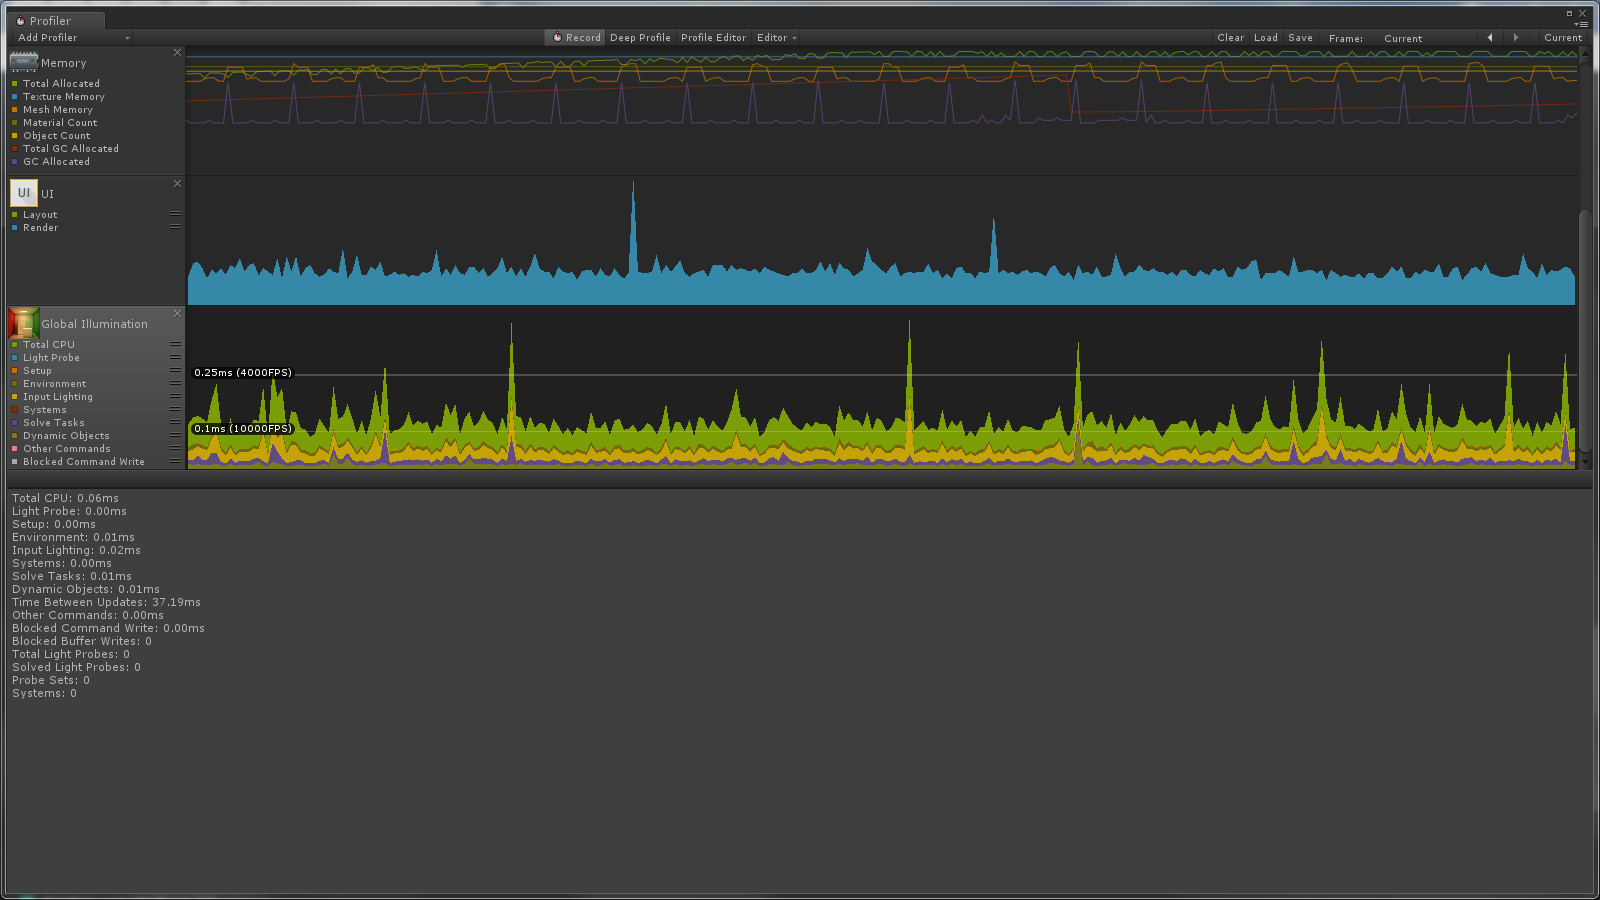 Profiler
Add Profiler
Record Deep Profile Profile Editor Editor
Clear Load Save Frame: Current Current
Memory
Total Allocated
Texture Memory
Mesh Memory
Material Count
Object Count
Total GC Allocated
GC Allocated
UI UI
Layout
Render
Global Illumination
Total CPU
Light Probe
Setup
Environment
Input Lighting
Systems
Solve Tasks
Dynamic Objects
Other Commands
Blocked Command Write
0.25ms (4000FPS)
0.1ms (10000FPS)
Total CPU: 0.06ms
Light Probe: 0.00ms
Setup: 0.00ms
Environment: 0.01ms
Input Lighting: 0.02ms
Systems: 0.00ms
Solve Tasks: 0.01ms
Dynamic Objects: 0.01ms
Time Between Updates: 37.19ms
Other Commands: 0.00ms
Blocked Command Write: 0.00ms
Blocked Buffer Writes: 0
Total Light Probes: 0
Solved Light Probes: 0
Probe Sets: 0
Systems: 0